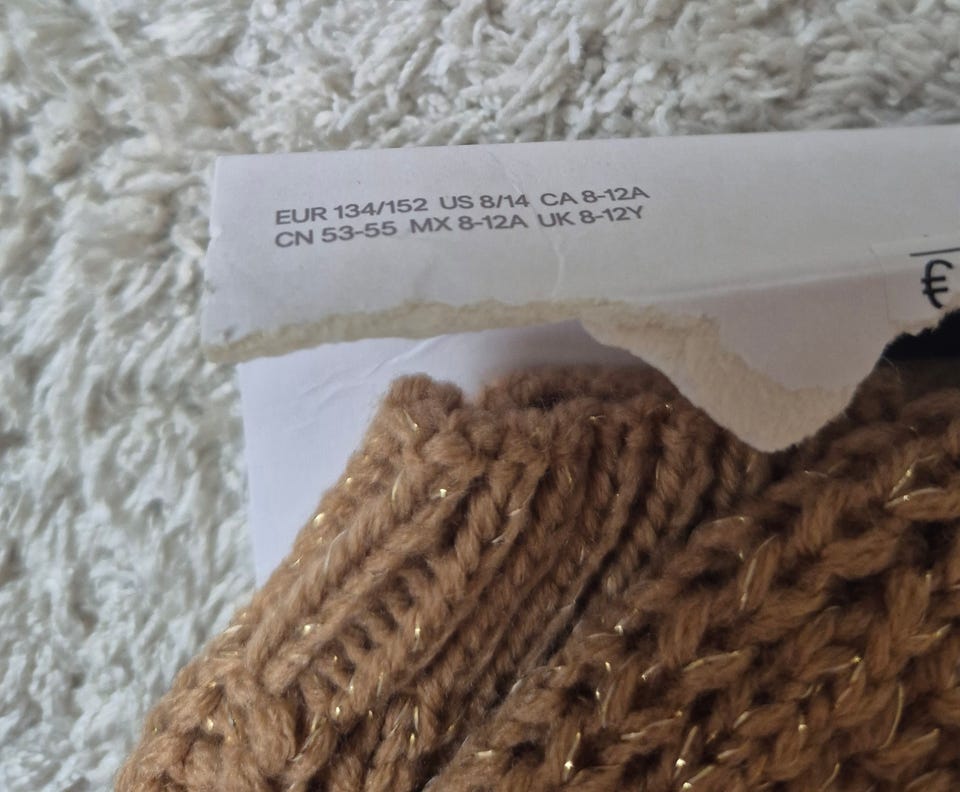 EUR 134/152 US 8/14 CA 8-12A
CN 53-55 MX 8-12A UK 8-12Y
€